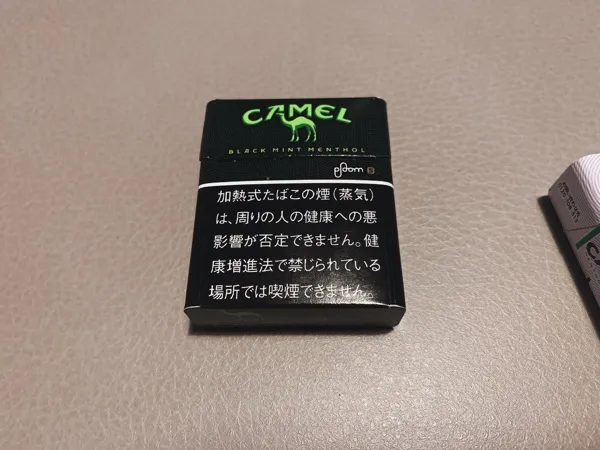 CAMEL
BLACK MINT MENTHOL
ploom S
加熱式たばこの煙(蒸気)
は、周りの人の健康への悪
影響が否定できません。健
康増進法で禁じられている
場所では喫煙できません。
CA